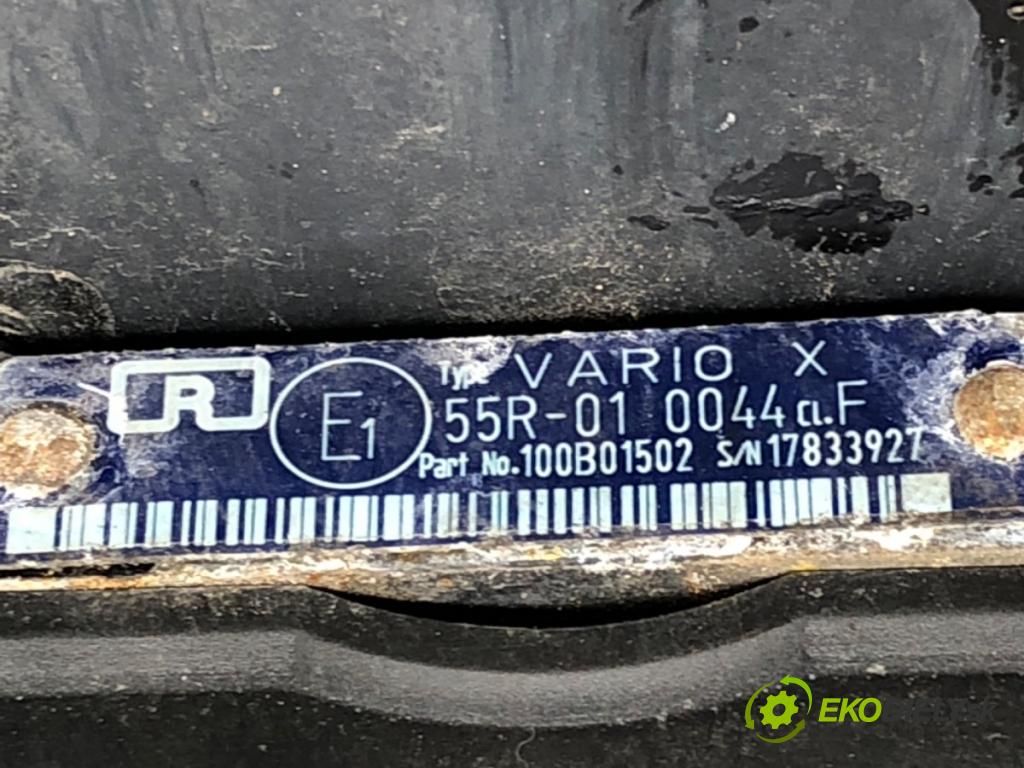 R
E1
Type VARIO X
55R-01 0044 CL.F
Part No.100B01502 S/N17833927
EKO